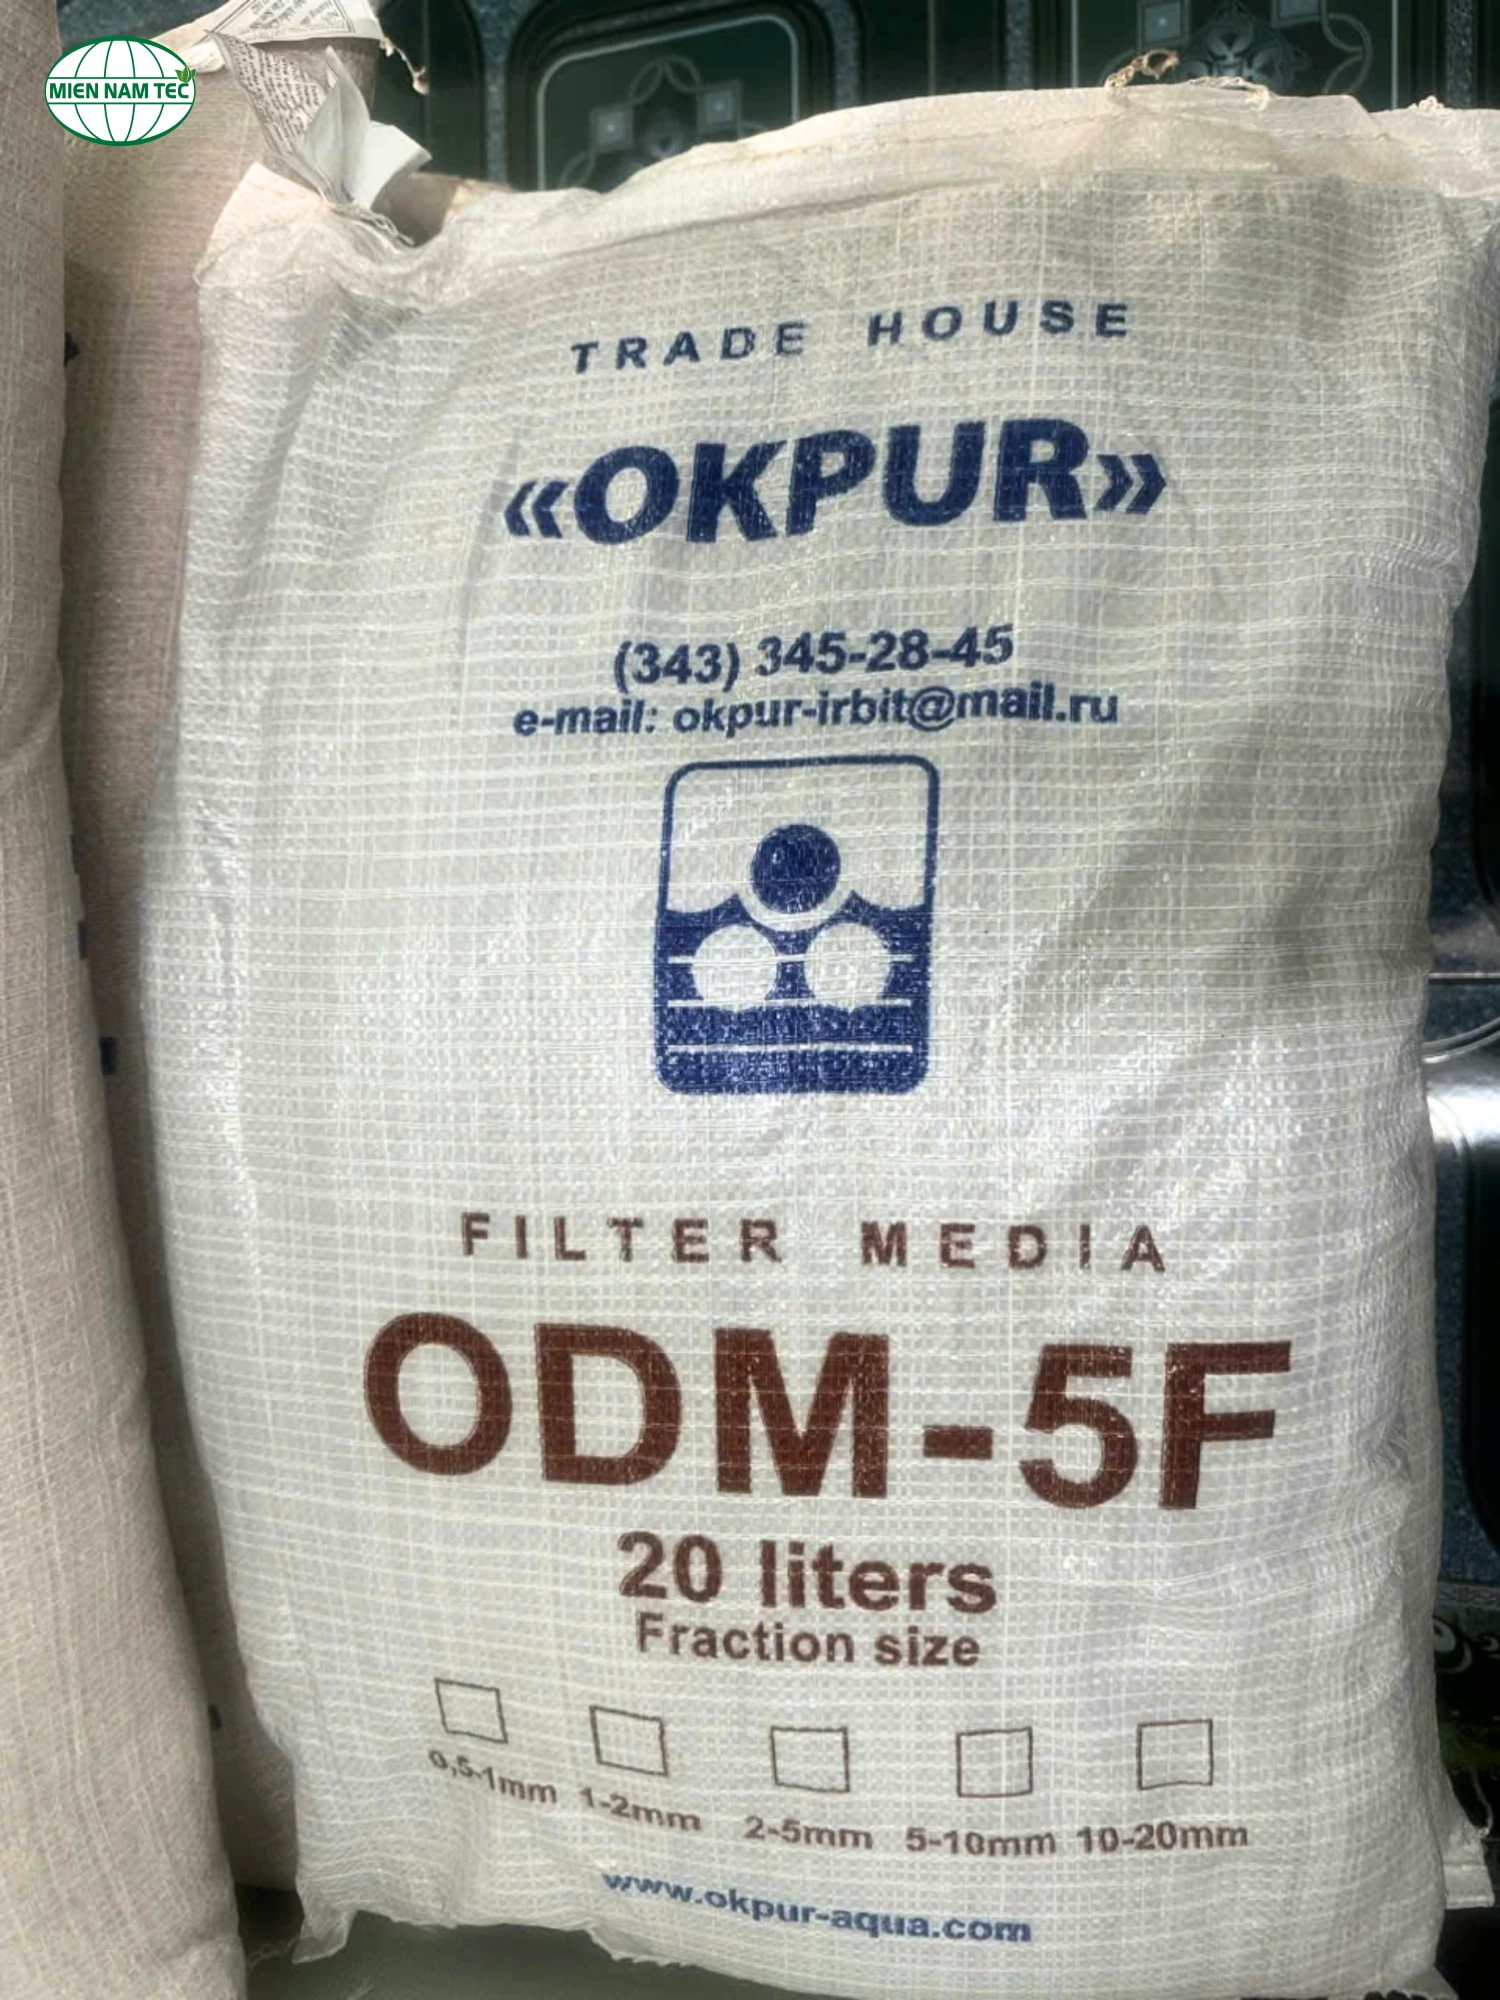 MIEN NAM TEC
TRADE HOUSE
«OKPUR»
(343) 345-28-45
e-mail: okpur-irbit@mail.ru
FILTER MEDIA
ODM-5F
20 liters
Fraction size
0,5-1mm 1-2mm 2-5mm 5-10mm 10-20mm
www.okpur-aqua.com